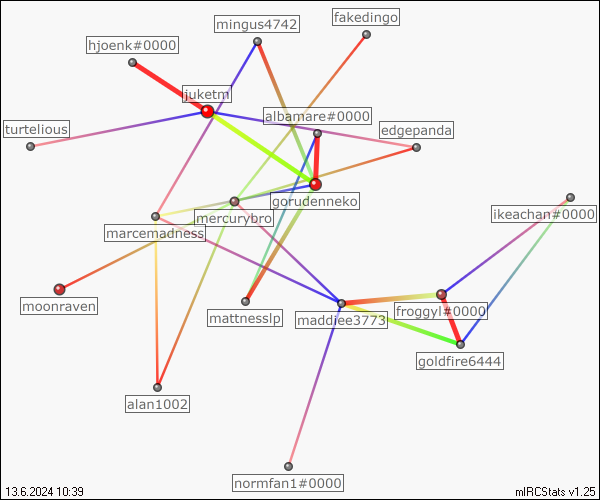 fakedingo
mingus4742
hjoenk#0000
juketm
albamare#0000
turtelious
edgepanda
gorudenneko
mercurybro
ikeachan#0000
marcemadness
moonraven
mattnesslp
maddiee3773
froggyl#0000
goldfire6444
alan1002
normfan1#0000
13.6.2024 10:39
mIRCStats v1.25